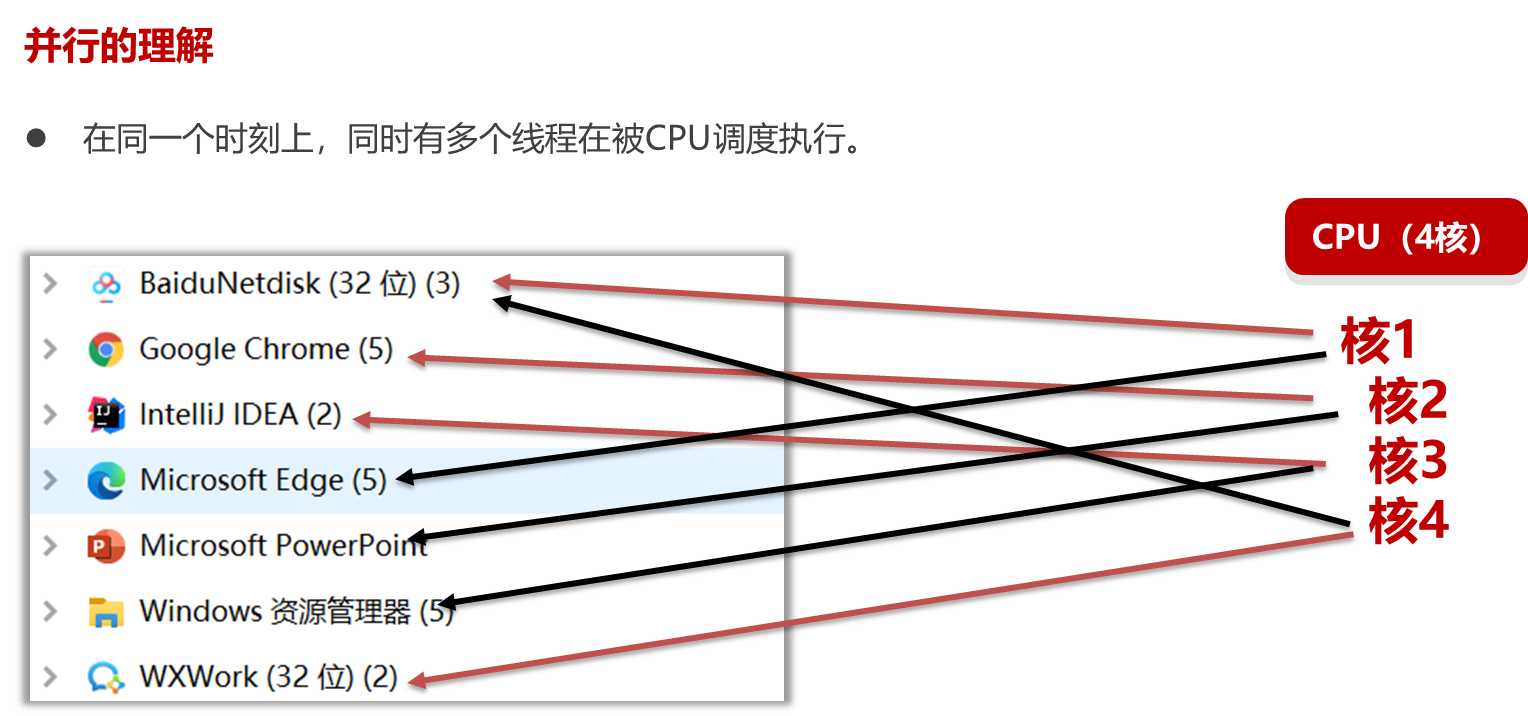 并行的理解
在同一个时刻上，同时有多个线程在被CPU调度执行。
CPU（4核）
BaiduNetdisk (32 位) (3)
Google Chrome (5)
IntelliJ IDEA (2)
Microsoft Edge (5)
Microsoft PowerPoint
Windows 资源管理器 (5)
WXWork (32 位) (2)
核1
核2
核3
核4